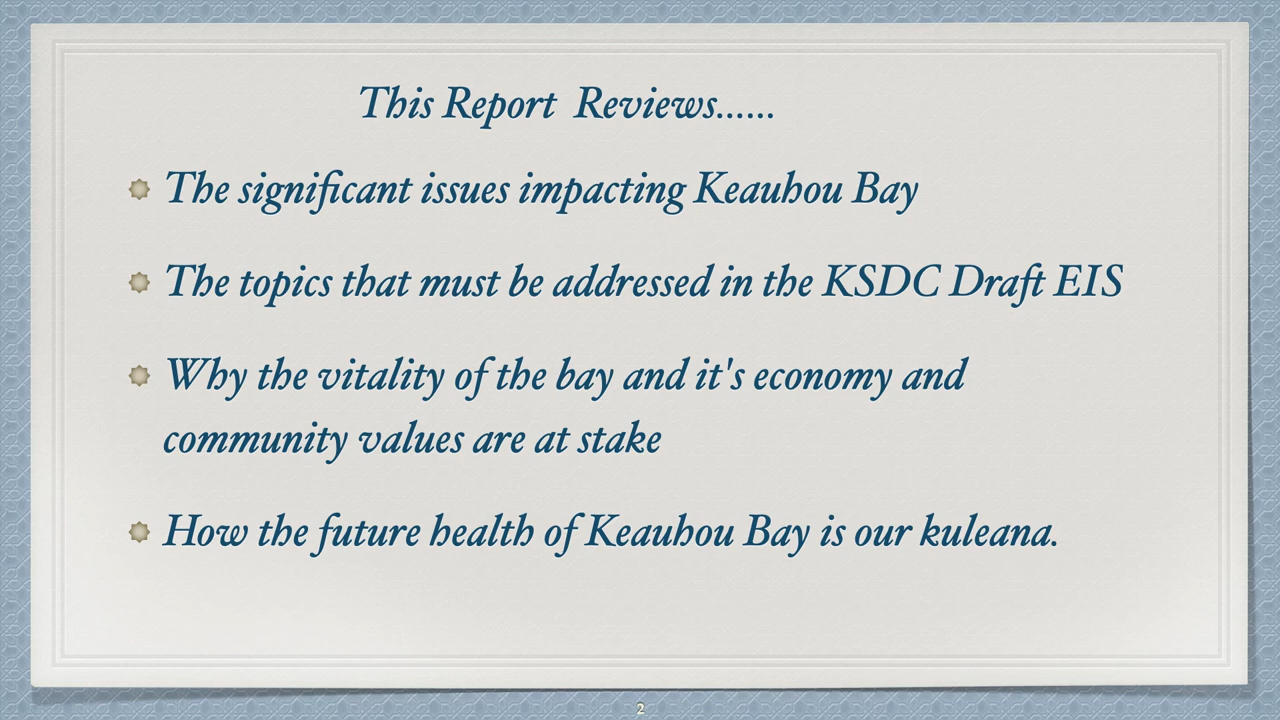 This Report  Reviews......
The significant issues impacting Keauhou Bay
The topics that must be addressed in the KSDC Draft EIS
Why the vitality of the bay and it's economy and
community values are at stake
How the future health of Keauhou Bay is our kuleana.
2